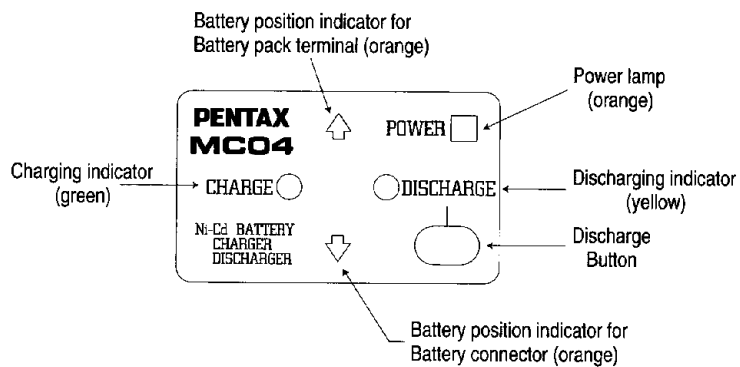 Battery position indicator for
Battery pack terminal (orange)
Power lamp
(orange)
PENTAX
MC04
POWER
Charging indicator
(green)
CHARGE
DISCHARGE
Discharging indicator
(yellow)
Ni-Cd BATTERY
CHARGER
DISCHARGER
Discharge
Button
Battery position indicator for
Battery connector (orange)